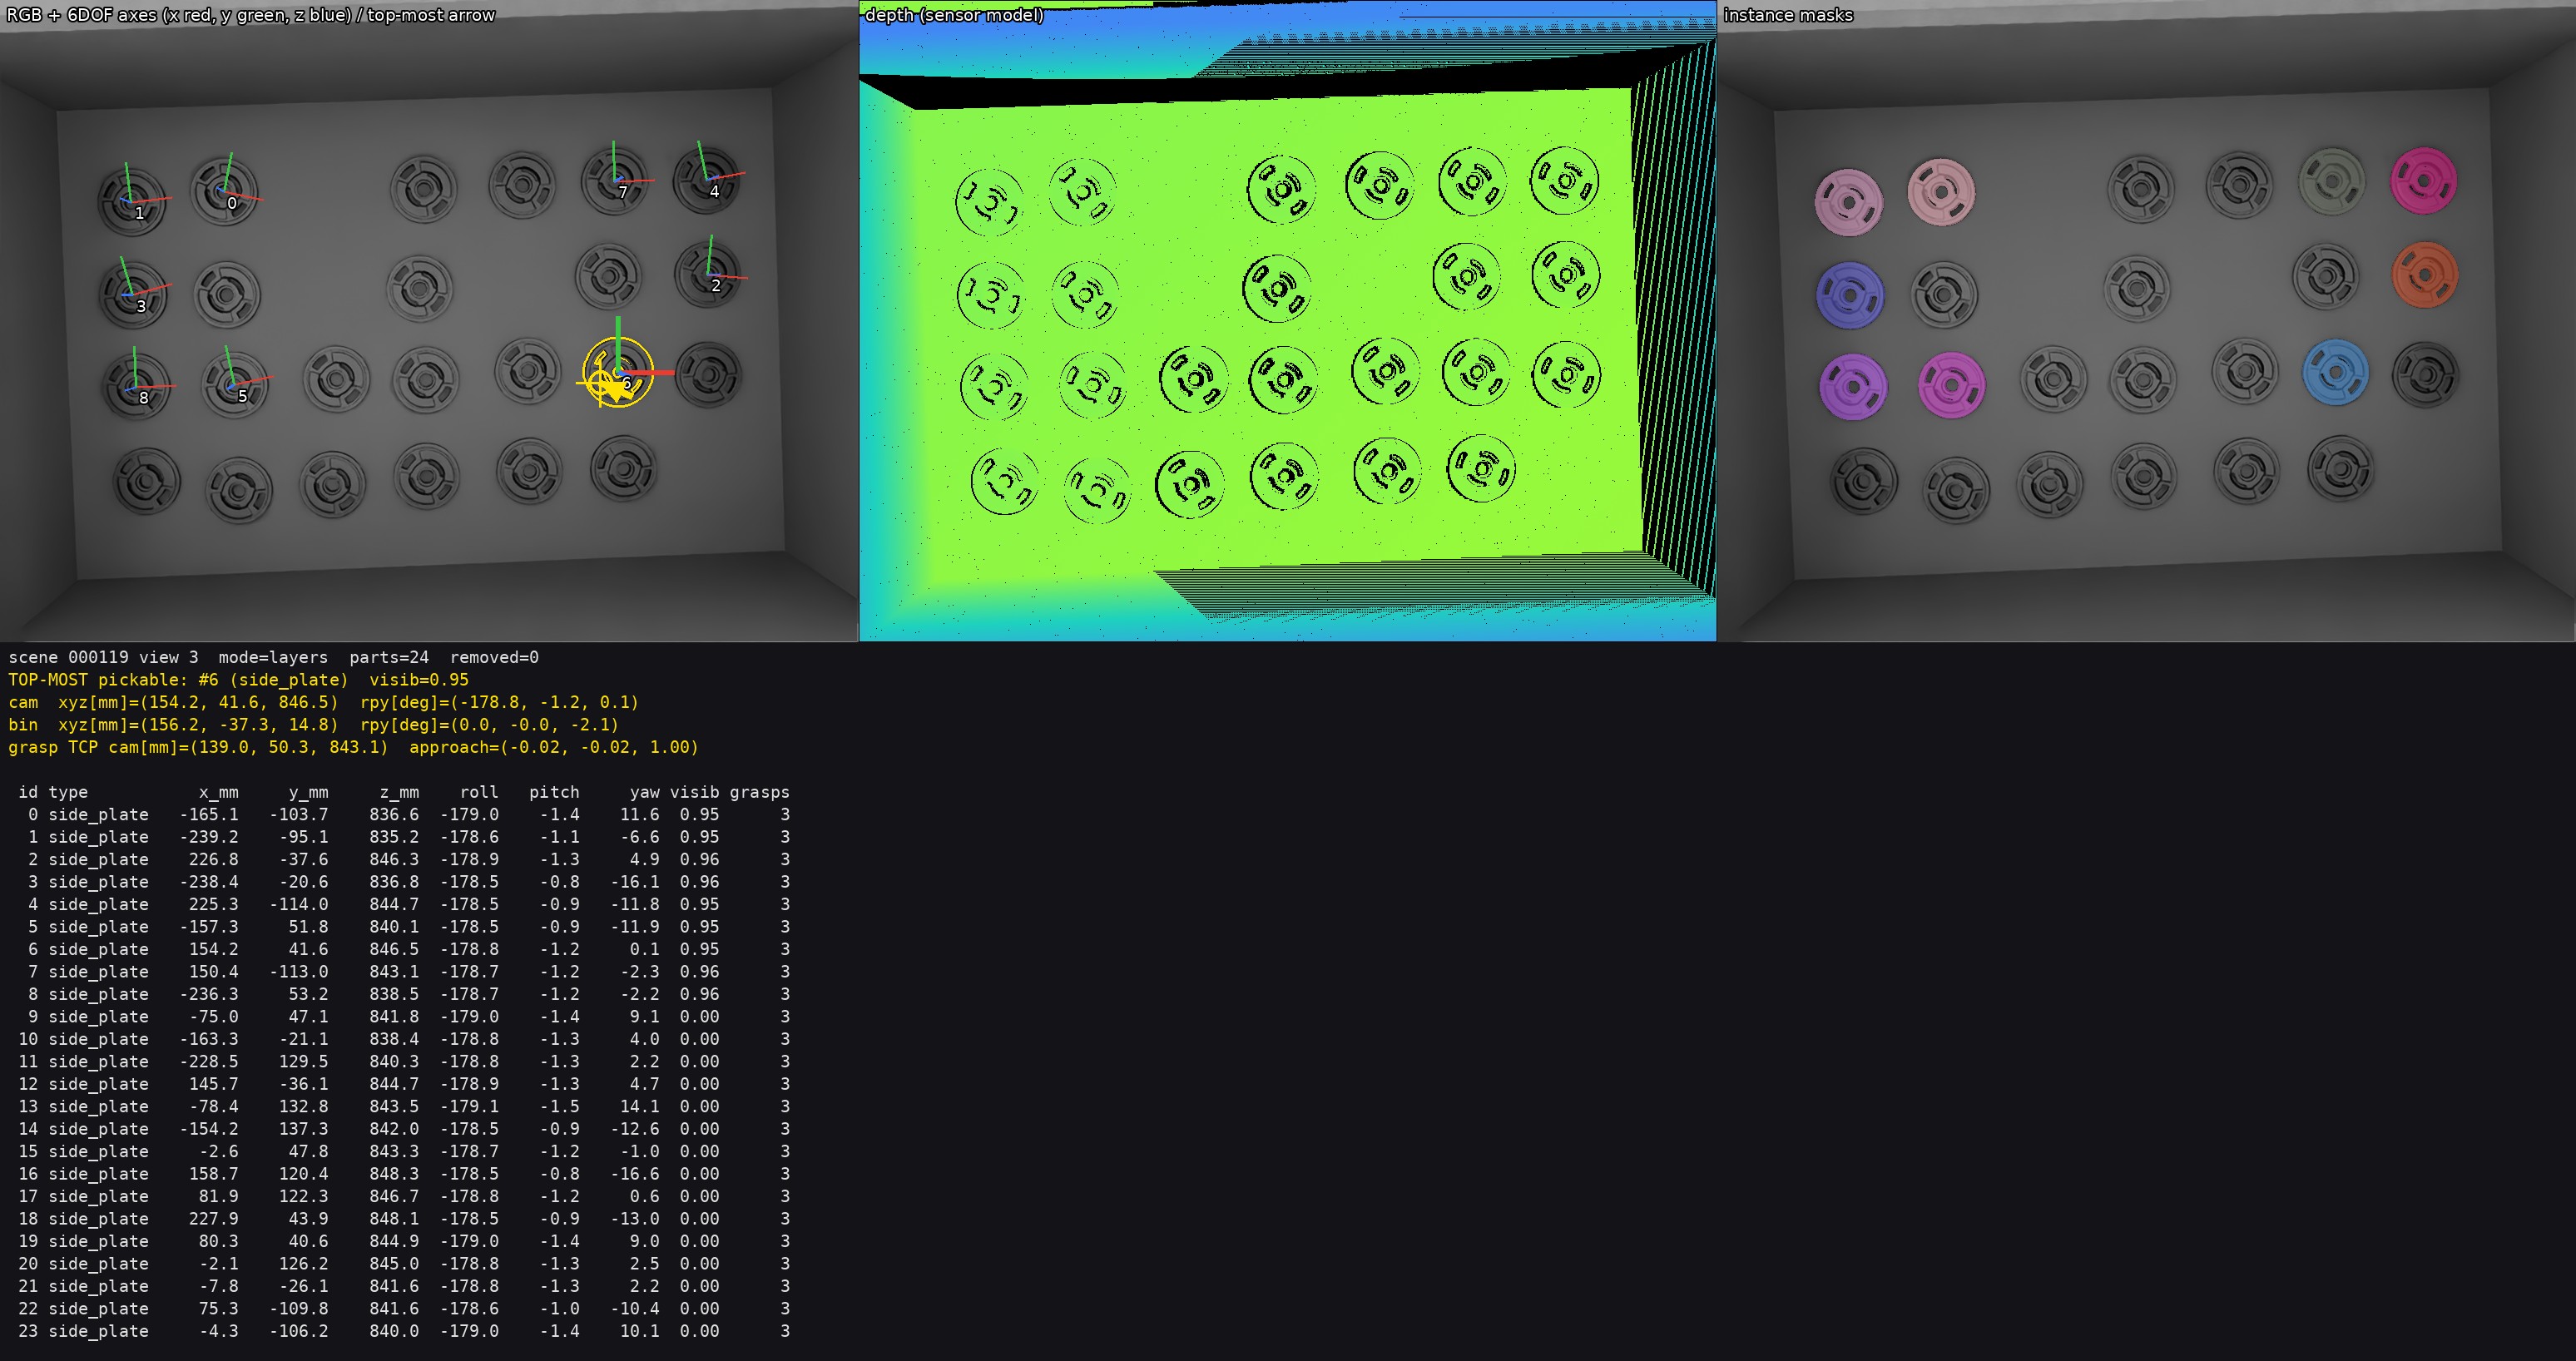 RGB + 6DOF axes (x red, y green, z blue) / top-most arrow
depth (sensor model)
instance masks
1
0
7
4
3
2
8
5
6
scene 000119 view 3  mode=layers  parts=24  removed=0
TOP-MOST pickable: #6 (side_plate)  visib=0.95
cam  xyz[mm]=(154.2, 41.6, 846.5)  rpy[deg]=(-178.8, -1.2, 0.1)
bin  xyz[mm]=(156.2, -37.3, 14.8)  rpy[deg]=(0.0, -0.0, -2.1)
grasp TCP cam[mm]=(139.0, 50.3, 843.1)  approach=(-0.02, -0.02, 1.00)
id type x_mm y_mm z_mm roll pitch yaw visib grasps
0 side_plate -165.1 -103.7 836.6 -179.0 -1.4 11.6 0.95 3
1 side_plate -239.2 -95.1 835.2 -178.6 -1.1 -6.6 0.95 3
2 side_plate 226.8 -37.6 846.3 -178.9 -1.3 4.9 0.96 3
3 side_plate -238.4 -20.6 836.8 -178.5 -0.8 -16.1 0.96 3
4 side_plate 225.3 -114.0 844.7 -178.5 -0.9 -11.8 0.95 3
5 side_plate -157.3 51.8 840.1 -178.5 -0.9 -11.9 0.95 3
6 side_plate 154.2 41.6 846.5 -178.8 -1.2 0.1 0.95 3
7 side_plate 150.4 -113.0 843.1 -178.7 -1.2 -2.3 0.96 3
8 side_plate -236.3 53.2 838.5 -178.7 -1.2 -2.2 0.96 3
9 side_plate -75.0 47.1 841.8 -179.0 -1.4 9.1 0.00 3
10 side_plate -163.3 -21.1 838.4 -178.8 -1.3 4.0 0.00 3
11 side_plate -228.5 129.5 840.3 -178.8 -1.3 2.2 0.00 3
12 side_plate 145.7 -36.1 844.7 -178.9 -1.3 4.7 0.00 3
13 side_plate -78.4 132.8 843.5 -179.1 -1.5 14.1 0.00 3
14 side_plate -154.2 137.3 842.0 -178.5 -0.9 -12.6 0.00 3
15 side_plate -2.6 47.8 843.3 -178.7 -1.2 -1.0 0.00 3
16 side_plate 158.7 120.4 848.3 -178.5 -0.8 -16.6 0.00 3
17 side_plate 81.9 122.3 846.7 -178.8 -1.2 0.6 0.00 3
18 side_plate 227.9 43.9 848.1 -178.5 -0.9 -13.0 0.00 3
19 side_plate 80.3 40.6 844.9 -179.0 -1.4 9.0 0.00 3
20 side_plate -2.1 126.2 845.0 -178.8 -1.3 2.5 0.00 3
21 side_plate -7.8 -26.1 841.6 -178.8 -1.3 2.2 0.00 3
22 side_plate 75.3 -109.8 841.6 -178.6 -1.0 -10.4 0.00 3
23 side_plate -4.3 -106.2 840.0 -179.0 -1.4 10.1 0.00 3